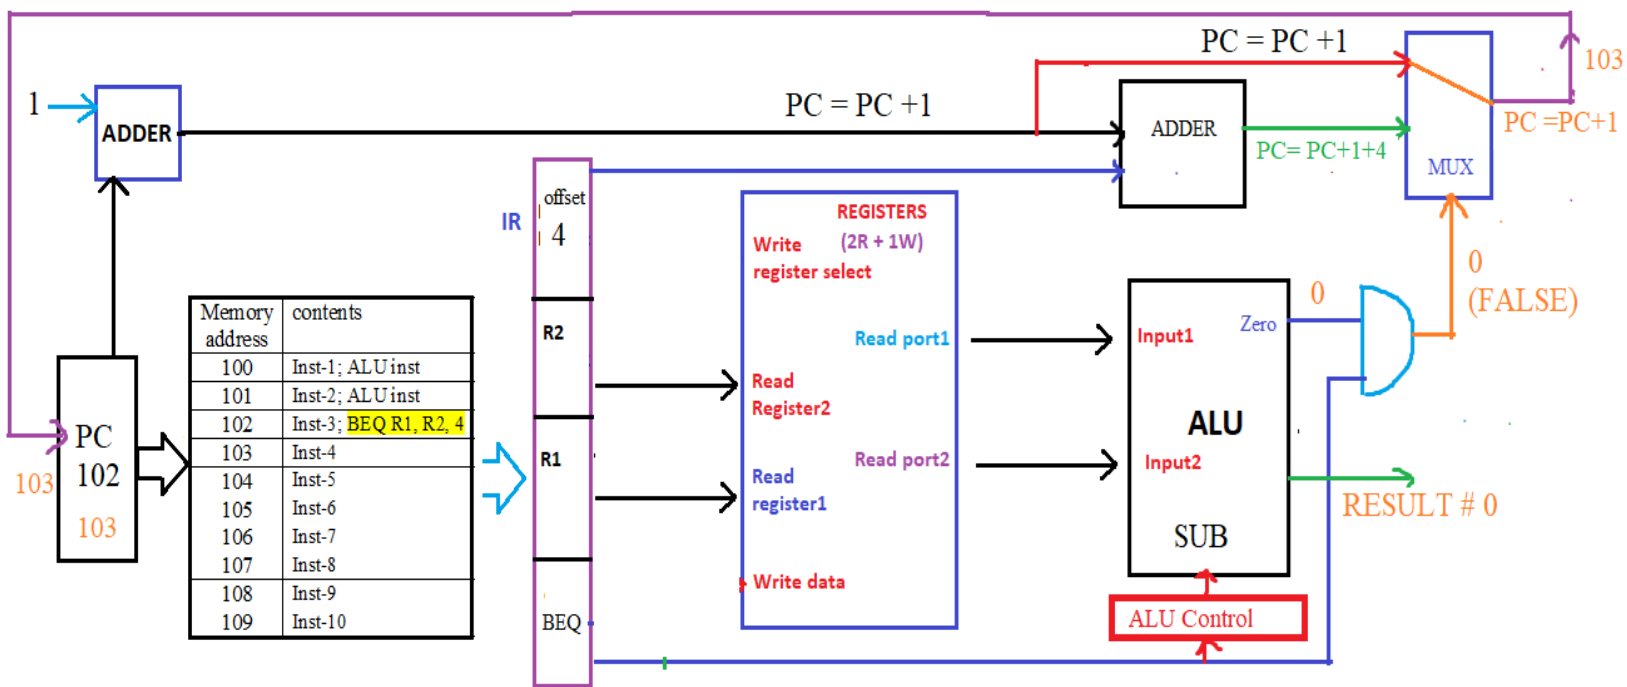 PC = PC +1
103
1
ADDER
PC = PC +1
ADDER
PC= PC+1+4
PC =PC+1
MUX
IR
offset
4
R2
R1
BEQ
REGISTERS
(2R + 1W)
Write
register select
Read port1
Read
Register2
Read port2
Read
register1
Write data
0
(FALSE)
0
Zero
Input1
ALU
Input2
SUB
RESULT # 0
ALU Control
PC
102
103
103
Memory address contents
100 Inst-1; ALU inst
101 Inst-2; ALU inst
102 Inst-3; BEQ R1, R2, 4
103 Inst-4
104 Inst-5
105 Inst-6
106 Inst-7
107 Inst-8
108 Inst-9
109 Inst-10